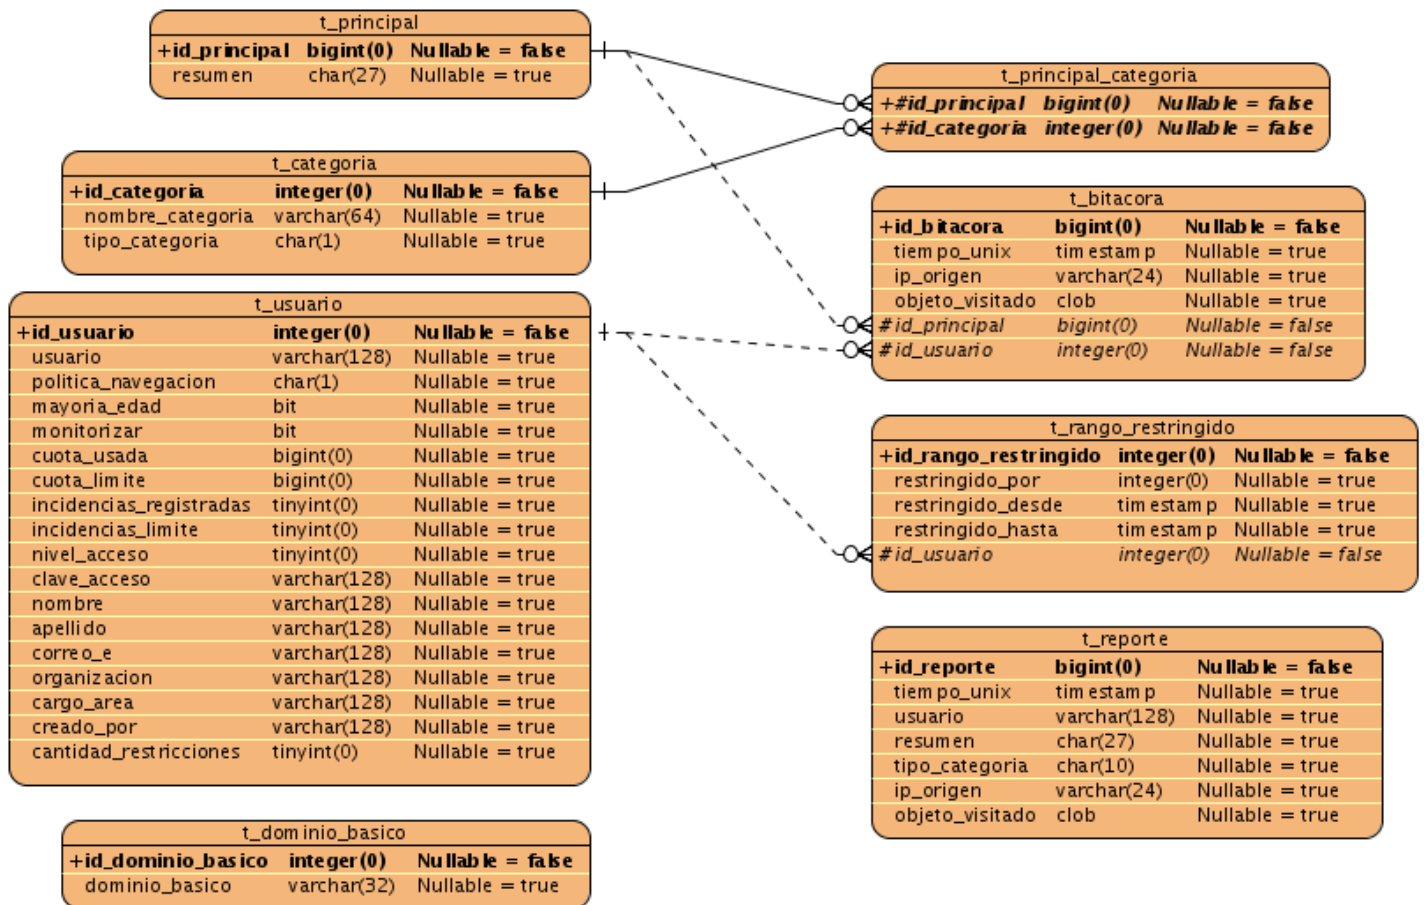 t_principal
+id_principal bigint(0) Nullable = false
resumen char(27) Nullable = true
t_categoria
+id_categoria integer(0) Nullable = false
nombre_categoria varchar(64) Nullable = true
tipo_categoria char(1) Nullable = true
t_usuario
+id_usuario integer(0) Nullable = false
usuario varchar(128) Nullable = true
politica_navegacion char(1) Nullable = true
mayoria_edad bit Nullable = true
monitorizar bit Nullable = true
cuota_usada bigint(0) Nullable = true
cuota_limite bigint(0) Nullable = true
incidencias_registradas tinyint(0) Nullable = true
incidencias_limite tinyint(0) Nullable = true
nivel_acceso tinyint(0) Nullable = true
clave_acceso varchar(128) Nullable = true
nombre varchar(128) Nullable = true
apellido varchar(128) Nullable = true
correo_e varchar(128) Nullable = true
organizacion varchar(128) Nullable = true
cargo_area varchar(128) Nullable = true
creado_por varchar(128) Nullable = true
cantidad_restricciones tinyint(0) Nullable = true
t_dominio_basico
+id_dominio_basico integer(0) Nullable = false
dominio_basico varchar(32) Nullable = true
t_principal_categoria
+#id_principal bigint(0) Nullable = false
+#id_categoria integer(0) Nullable = false
t_bitacora
+id_bitacora bigint(0) Nullable = false
tiempo_unix timestamp Nullable = true
ip_origen varchar(24) Nullable = true
objeto_visitado clob Nullable = true
#id_principal bigint(0) Nullable = false
#id_usuario integer(0) Nullable = false
t_rango_restringido
+id_rango_restringido integer(0) Nullable = false
restringido_por integer(0) Nullable = true
restringido_desde timestamp Nullable = true
restringido_hasta timestamp Nullable = true
#id_usuario integer(0) Nullable = false
t_reporte
+id_reporte bigint(0) Nullable = false
tiempo_unix timestamp Nullable = true
usuario varchar(128) Nullable = true
resumen char(27) Nullable = true
tipo_categoria char(10) Nullable = true
ip_origen varchar(24) Nullable = true
objeto_visitado clob Nullable = true